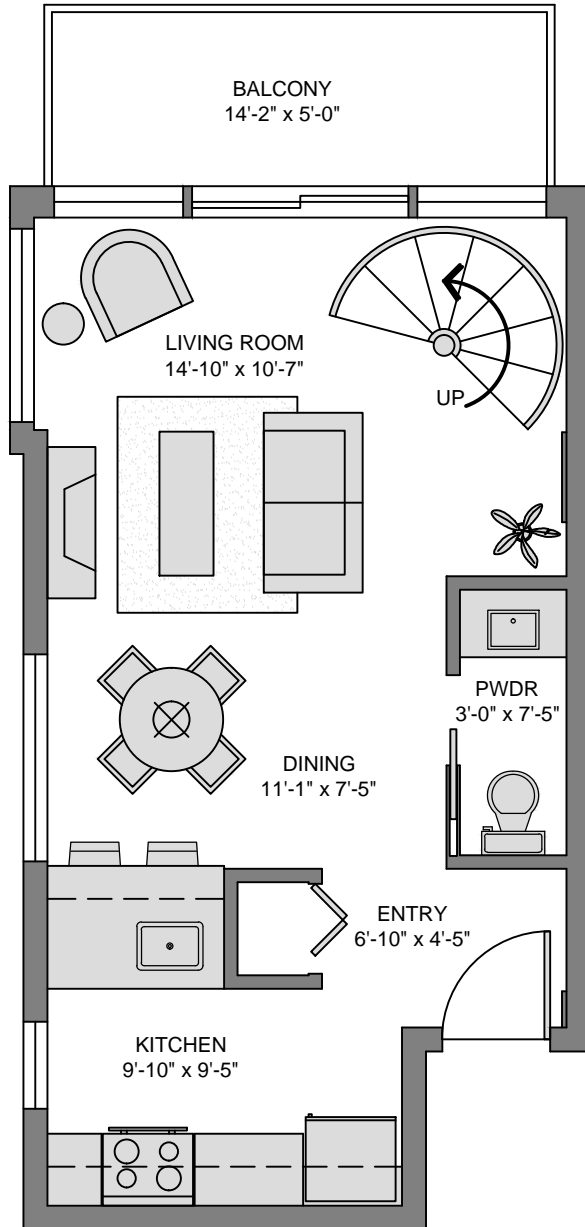 BALCONY
14'-2" x 5'-0"
LIVING ROOM
14'-10" x 10'-7"
UP
PWDR
3'-0" x 7'-5"
DINING
11'-1" x 7'-5"
ENTRY
6'-10" x 4'-5"
KITCHEN
9'-10" x 9'-5"